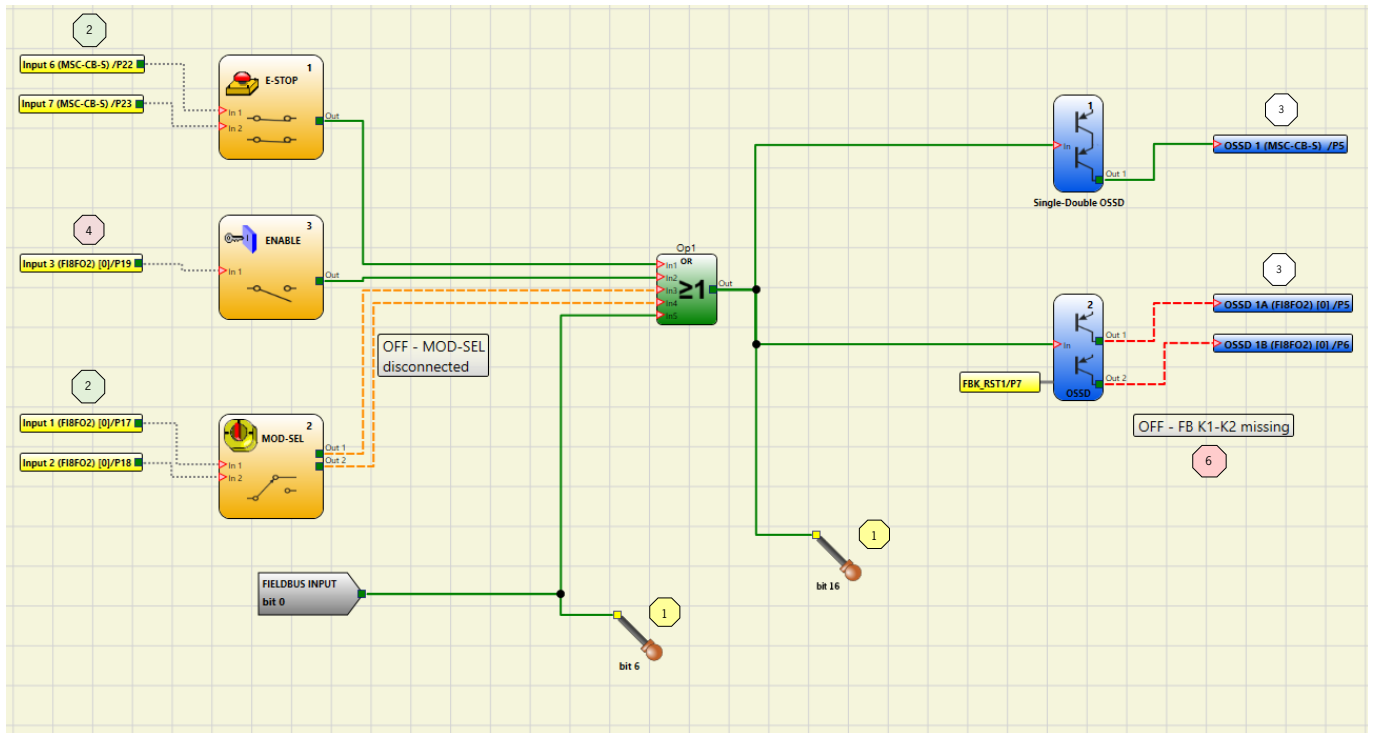 2
Input 6 (MSC-CB-S) /P22
Input 7 (MSC-CB-S) /P23
1
E-STOP
In 1
In 2
Out
4
Input 3 (FI8FO2) [0]/P19
3
ENABLE
In 1
Out
OFF - MOD-SEL
disconnected
2
Input 1 (FI8FO2) [0]/P17
Input 2 (FI8FO2) [0]/P18
2
MOD-SEL
In 1
In 2
Out 1
Out 2
FIELDBUS INPUT
bit 0
1
bit 6
Op1
OR
In1
In2
In3
In4
In5
≥1
Out
1
bit 16
1
In
Out 1
Single-Double OSSD
3
OSSD 1 (MSC-CB-S) /P5
2
In
Out 1
Out 2
OSSD
FBK_RST1/P7
3
OSSD 1A (FI8FO2) [0] /P5
OSSD 1B (FI8FO2) [0] /P6
OFF - FB K1-K2 missing
6